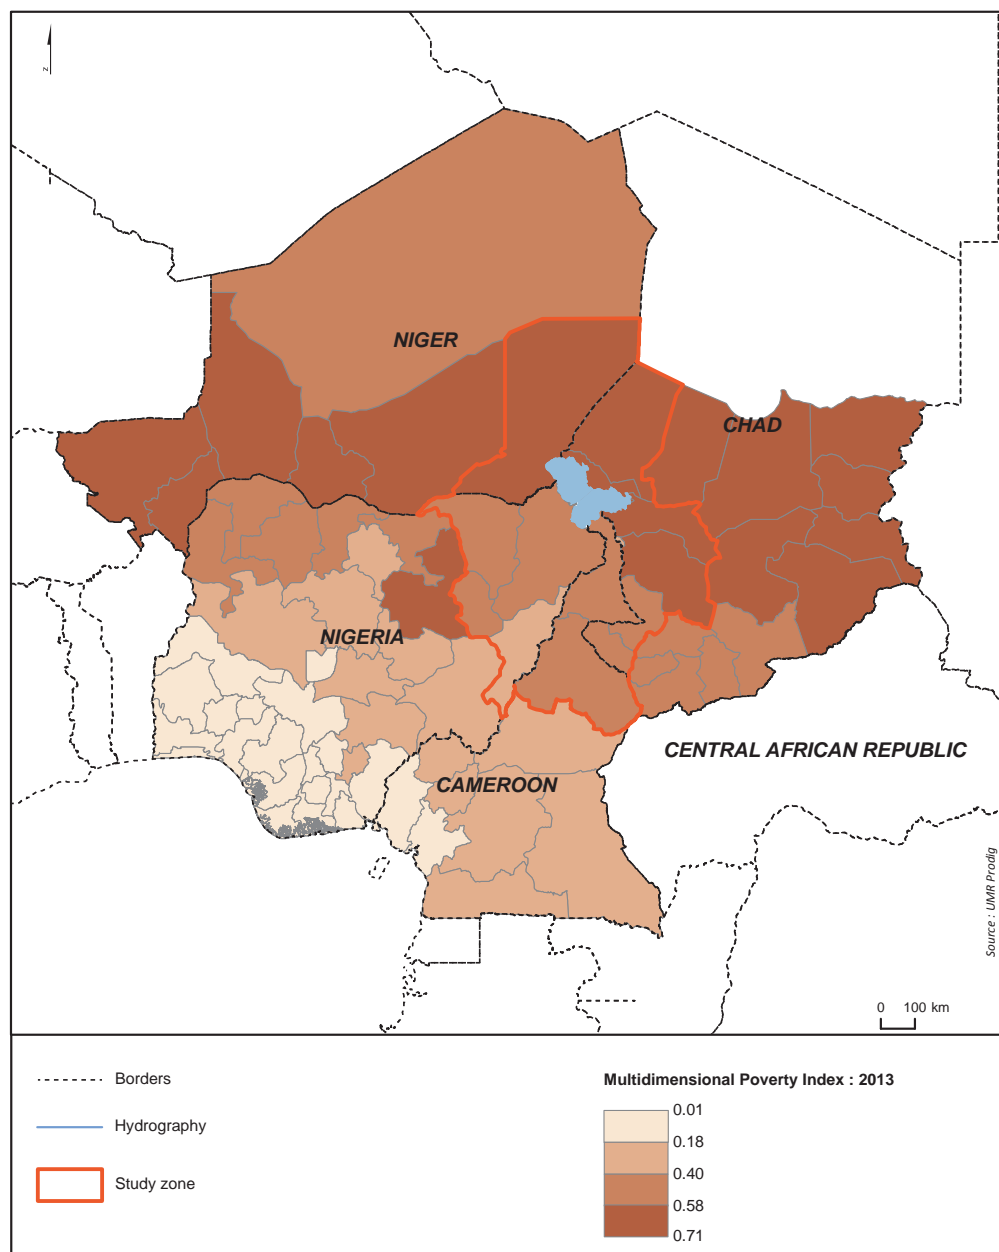 z
NIGER
CHAD
NIGERIA
CENTRAL AFRICAN REPUBLIC
CAMEROON
Source : UMR Prodig
0 100 km
Borders
Hydrography
Study zone
Multidimensional Poverty Index : 2013
0.01
0.18
0.40
0.58
0.71